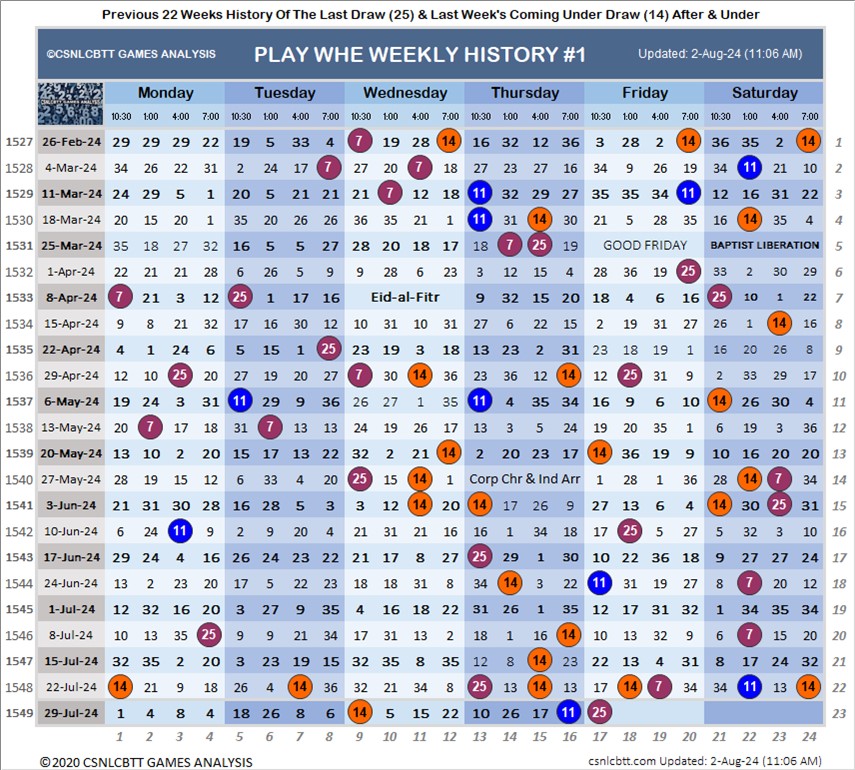 Previous 22 Weeks History Of The Last Draw (25) & Last Week's Coming Under Draw (14) After & Under
©CSNLCBTT GAMES ANALYSIS PLAY WHE WEEKLY HISTORY #1 Updated: 2-Aug-24 (11:06 AM)
CSNLCBTT GAMES ANALYSIS Monday Tuesday Wednesday Thursday Friday Saturday
10:30 1:00 4:00 7:00 10:30 1:00 4:00 7:00 10:30 1:00 4:00 7:00 10:30 1:00 4:00 7:00 10:30 1:00 4:00 7:00 10:30 1:00 4:00 7:00
1527 26-Feb-24 29 29 29 22 19 5 33 4 7 19 28 14 16 32 12 36 3 28 2 14 36 35 2 14 1
1528 4-Mar-24 34 26 22 31 2 24 17 7 27 20 7 18 27 23 27 16 34 19 26 19 34 11 21 10 2
1529 11-Mar-24 24 29 5 1 20 5 21 21 21 7 12 18 11 32 29 27 35 35 34 11 12 16 31 22 3
1530 18-Mar-24 20 15 20 1 35 20 26 26 36 35 21 1 11 31 14 30 21 5 28 35 16 14 35 4 4
1531 25-Mar-24 35 18 27 32 16 5 5 27 28 20 18 17 18 7 25 19 GOOD FRIDAY BAPTIST LIBERATION 5
1532 1-Apr-24 22 21 21 28 6 26 5 9 9 28 6 23 3 14 15 4 28 36 19 25 33 2 30 29 6
1533 8-Apr-24 7 21 3 12 25 1 17 16 Eid-al-Fitr 9 32 15 20 18 4 6 16 25 10 1 22 7
1534 15-Apr-24 9 8 21 32 17 16 30 12 10 31 10 31 27 6 22 15 2 19 31 27 26 1 14 16 8
1535 22-Apr-24 4 1 24 6 5 15 1 25 23 19 3 18 13 23 2 31 23 18 19 1 16 20 26 8 9
1536 29-Apr-24 12 10 25 20 27 19 20 27 7 30 14 36 23 36 12 14 12 25 31 9 2 33 29 17 10
1537 6-May-24 19 24 3 31 11 29 9 36 26 27 1 35 11 4 35 34 16 9 6 10 14 26 30 4 11
1538 13-May-24 20 7 17 18 31 7 13 13 24 19 26 17 13 3 5 24 19 20 35 1 6 19 3 36 12
1539 20-May-24 13 10 2 20 15 17 13 22 32 2 21 14 2 20 23 17 14 36 19 9 10 16 20 20 13
1540 27-May-24 28 19 15 12 6 33 4 20 25 15 14 1 Corp Chr & Ind Arr 1 28 1 36 28 14 7 34 14
1541 3-Jun-24 21 31 30 28 16 28 5 3 3 12 14 20 14 17 26 9 27 13 6 4 14 30 25 31 15
1542 10-Jun-24 6 24 11 9 2 9 20 4 21 31 21 16 16 1 34 18 17 25 29 18 5 32 3 10 16
1543 17-Jun-24 29 24 4 16 26 24 23 22 21 17 8 27 25 29 1 30 10 22 36 18 9 27 27 24 17
1544 24-Jun-24 13 2 23 20 17 5 22 23 18 18 31 8 34 14 3 22 11 31 19 27 8 7 20 12 18
1545 1-Jul-24 12 32 16 20 3 27 9 35 4 16 18 22 31 26 1 35 12 17 31 32 1 34 35 34 19
1546 8-Jul-24 10 13 35 25 9 9 21 34 17 31 13 2 18 1 16 14 10 13 32 9 6 7 15 20 20
1547 15-Jul-24 32 35 2 20 3 23 19 15 32 35 8 35 12 8 14 23 22 13 4 31 8 17 24 32 21
1548 22-Jul-24 14 21 9 18 26 4 14 36 32 21 34 8 25 13 14 13 17 14 7 34 22 11 24 14 22
1549 29-Jul-24 1 4 8 4 18 26 8 6 14 5 15 22 10 26 17 11 25 23
1 2 3 4 5 6 7 8 9 10 11 12 13 14 15 16 17 18 19 20 21 22 23 24
©2020 CSNLCBTT GAMES ANALYSIS csnlcbtt.com Updated: 2-Aug-24 (11:06 AM)